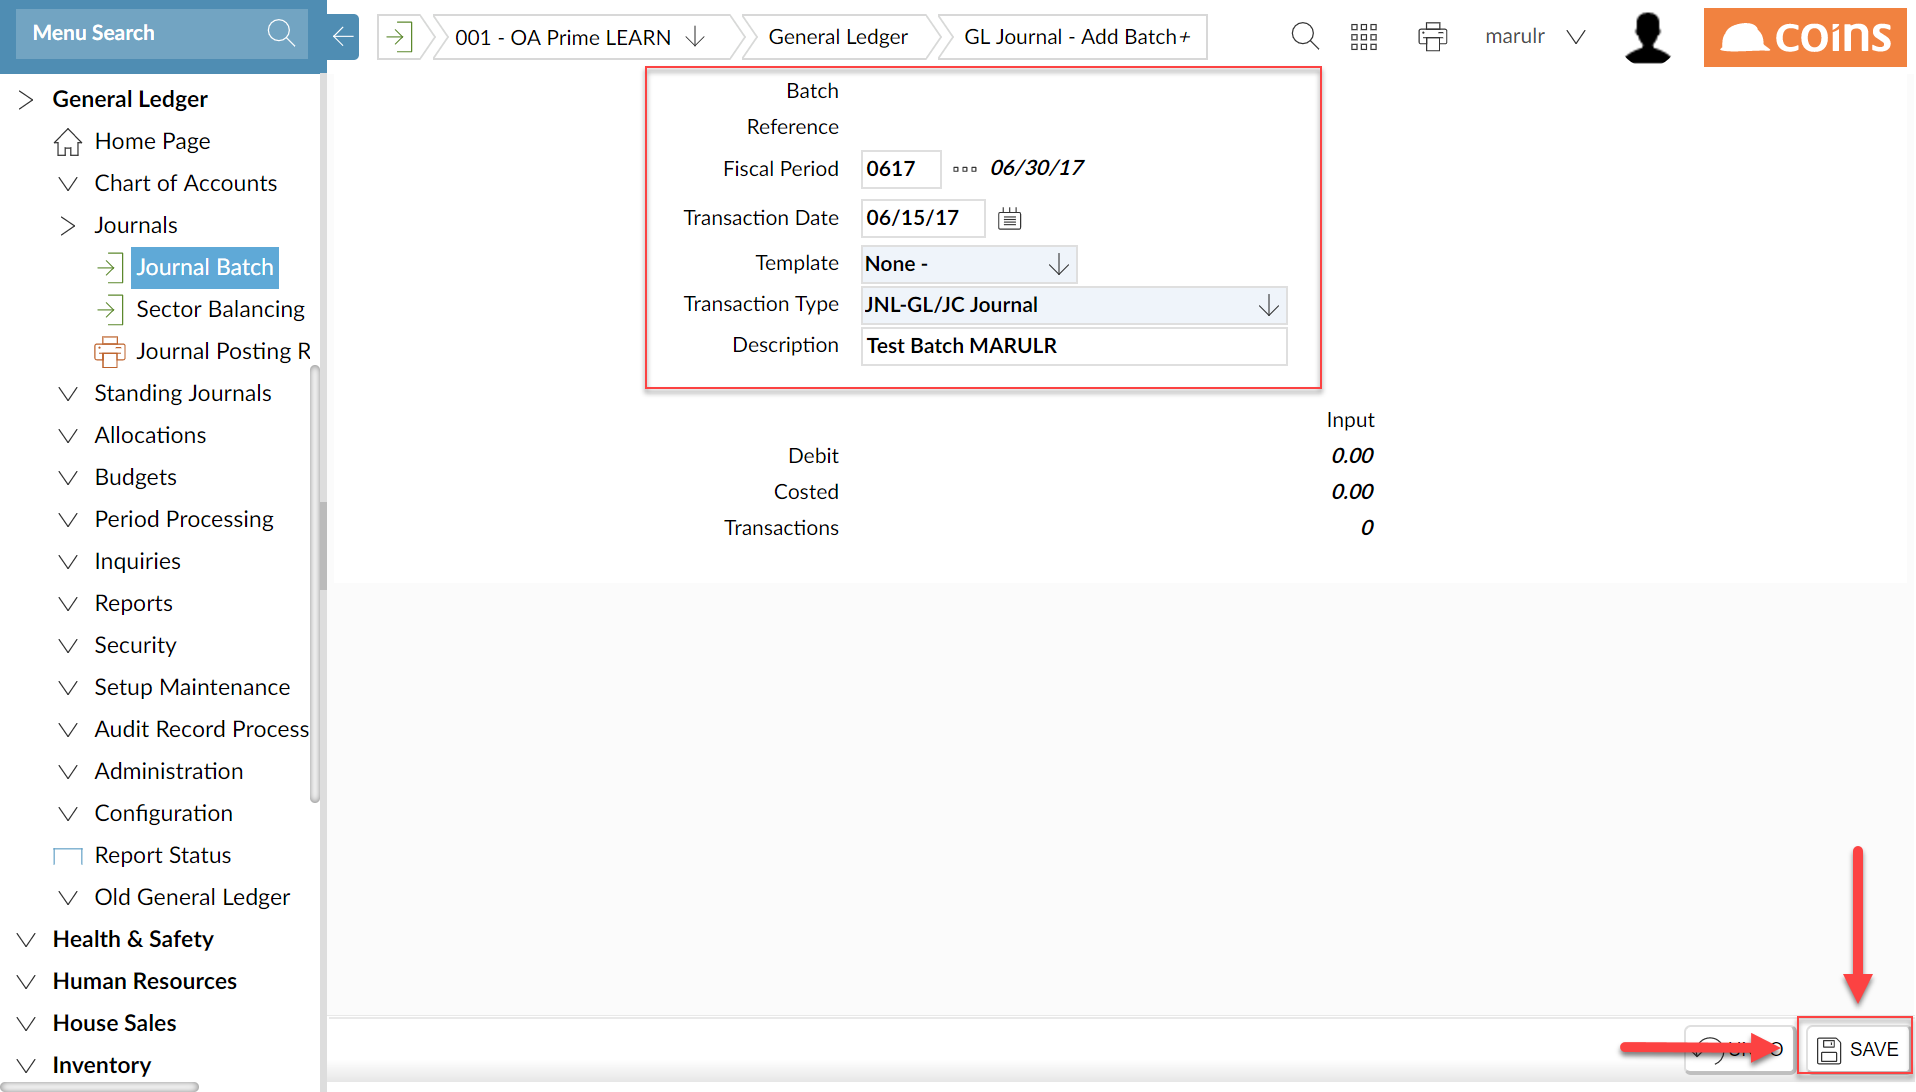 Menu Search
001 - OA Prime LEARN
General Ledger
GL Journal - Add Batch+
marulr
coins
General Ledger
Home Page
Chart of Accounts
Journals
Journal Batch
Sector Balancing
Journal Posting R
Standing Journals
Allocations
Budgets
Period Processing
Inquiries
Reports
Security
Setup Maintenance
Audit Record Process
Administration
Configuration
Report Status
Old General Ledger
Health & Safety
Human Resources
House Sales
Inventory
Batch
Reference
Fiscal Period 0617 06/30/17
Transaction Date 06/15/17
Template None -
Transaction Type JNL-GL/JC Journal
Description Test Batch MARULR
Input
Debit 0.00
Costed 0.00
Transactions 0
SAVE